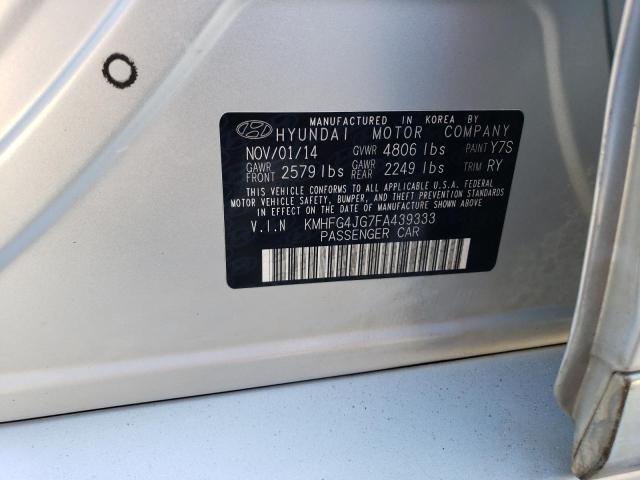 MANUFACTURED IN KOREA BY
HYUNDAI MOTOR COMPANY
NOV/01/14 GVWR 4806 lbs PAINT Y7S
GAWR FRONT 2579 lbs GAWR REAR 2249 lbs TRIM RY
THIS VEHICLE CONFORMS TO ALL APPLICABLE U.S.A. FEDERAL
MOTOR VEHICLE SAFETY, BUMPER, AND THEFT PREVENTION
STANDARDS IN EFFECT ON THE DATE OF MANUFACTURE SHOWN ABOVE
V.I.N KMHFG4JG7FA439333
PASSENGER CAR